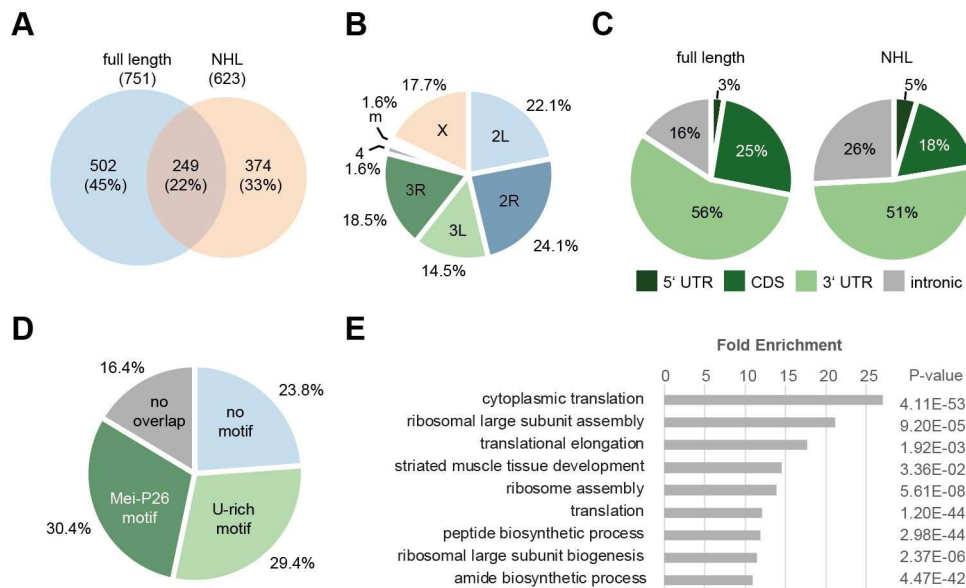 A
full length
(751)
NHL
(623)
502
(45%)
249
(22%)
374
(33%)
B
17.7%
22.1%
1.6%
m
X
2L
4
1.6%
3R
2R
18.5%
3L
14.5%
24.1%
C
full length
NHL
3%
5%
16%
25%
56%
26%
18%
51%
5‘ UTR
CDS
3‘ UTR
intronic
D
16.4%
23.8%
no
overlap
no
motif
Mei-P26
motif
U-rich
motif
30.4%
29.4%
E
Fold Enrichment
0 5 10 15 20 25 P-value
cytoplasmic translation 4.11E-53
ribosomal large subunit assembly 9.20E-05
translational elongation 1.92E-03
striated muscle tissue development 3.36E-02
ribosome assembly 5.61E-08
translation 1.20E-44
peptide biosynthetic process 2.98E-44
ribosomal large subunit biogenesis 2.37E-06
amide biosynthetic process 4.47E-42